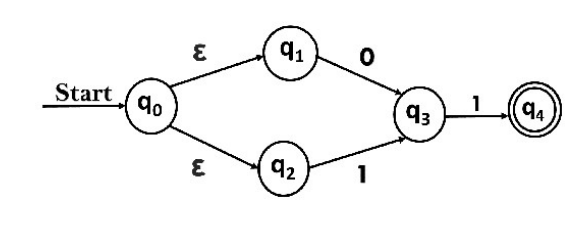 ε q₁ 0
Start q₀ q₃ 1 q₄
ε q₂ 1